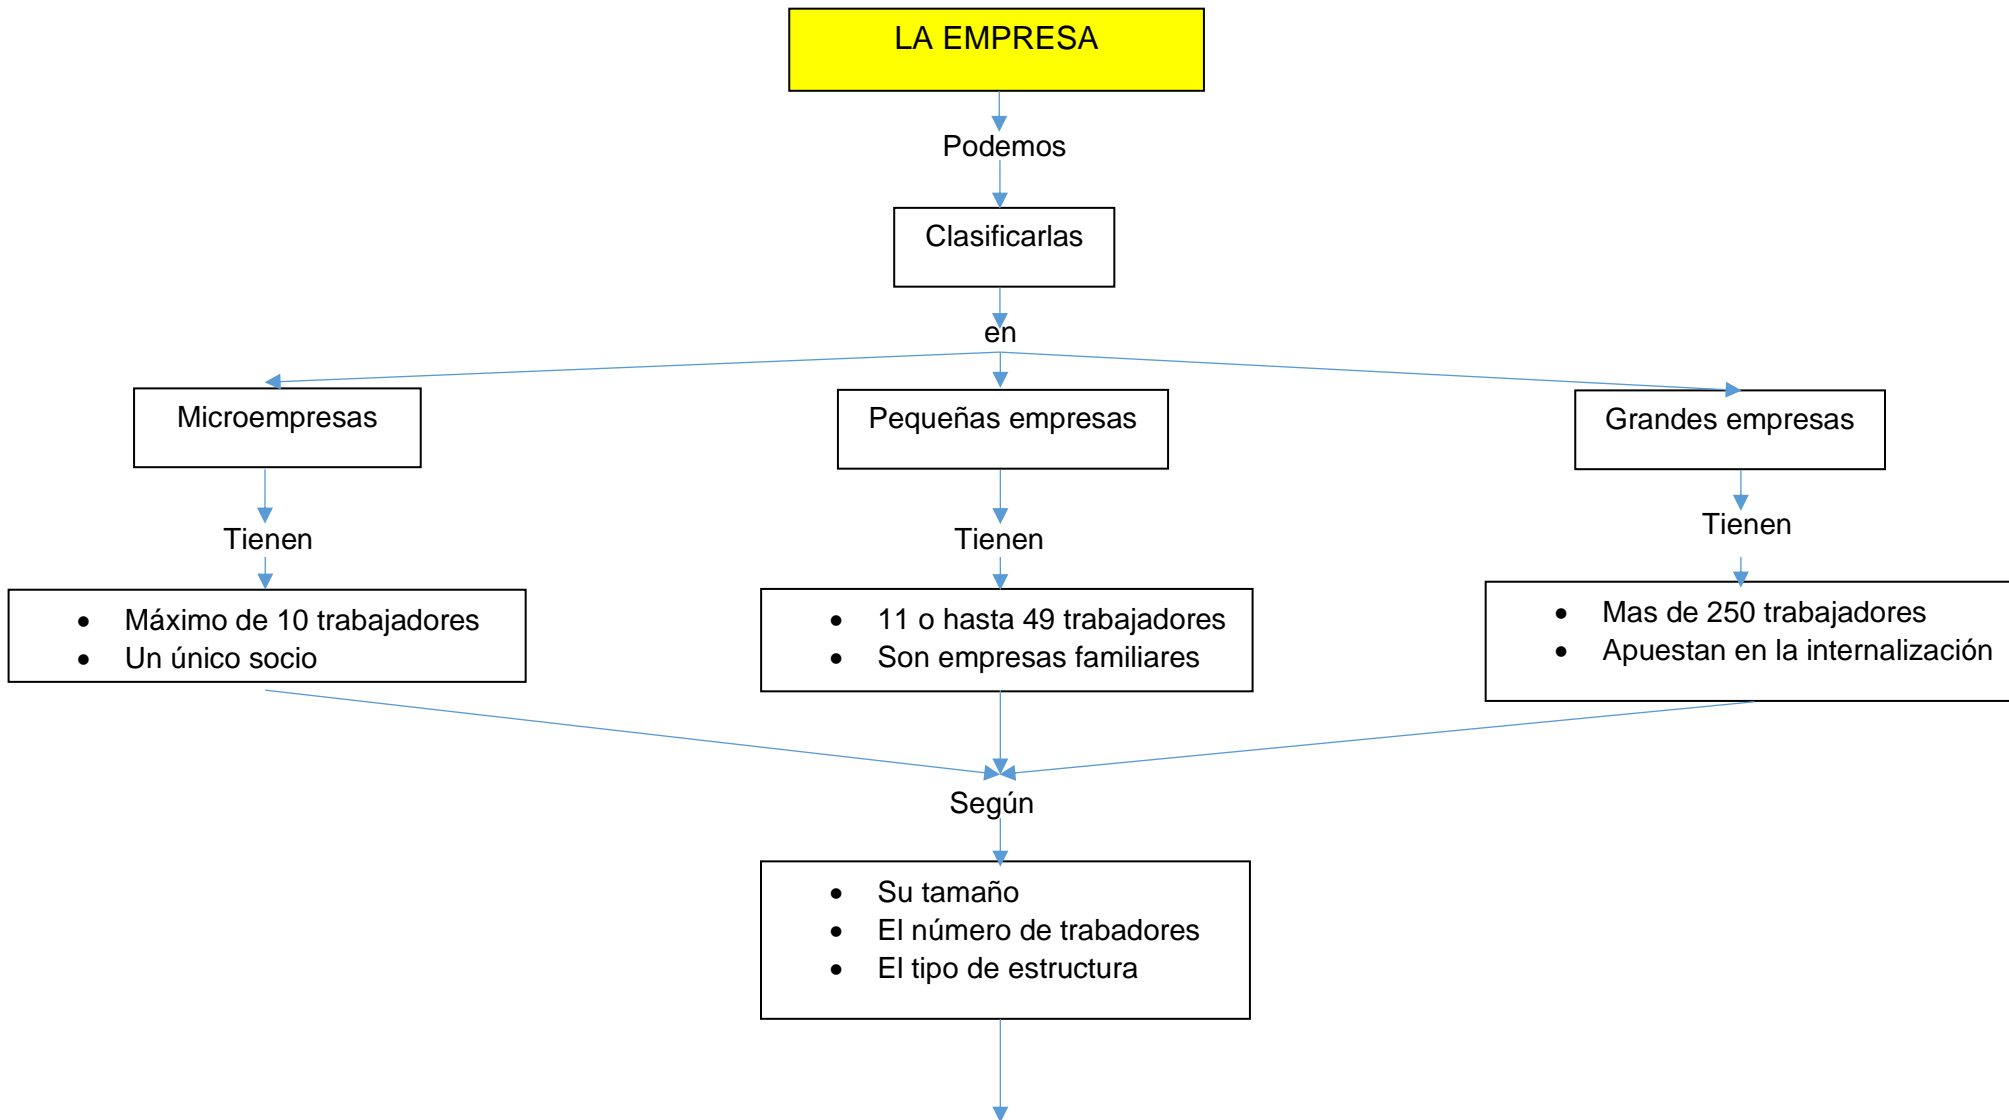 LA EMPRESA
Podemos
Clasificarlas
en
Microempresas
Pequeñas empresas
Grandes empresas
Tienen
Tienen
Tienen
• Máximo de 10 trabajadores
• Un único socio
• 11 o hasta 49 trabajadores
• Son empresas familiares
• Mas de 250 trabajadores
• Apuestan en la internalización
Según
• Su tamaño
• El número de trabadores
• El tipo de estructura